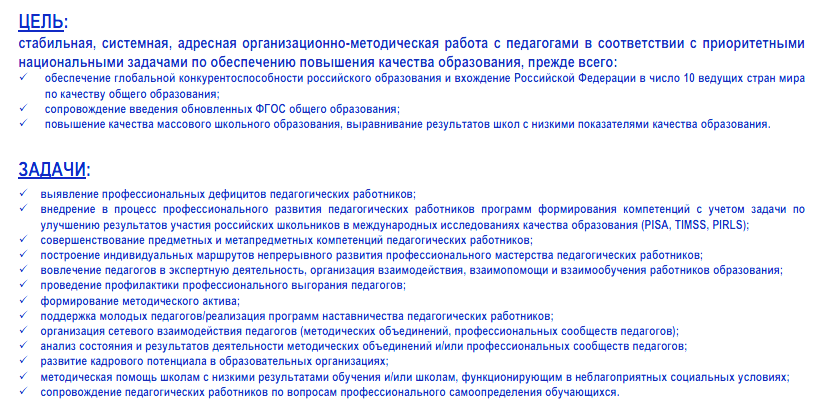 ЦЕЛЬ:
стабильная, системная, адресная организационно-методическая работа с педагогами в соответствии с приоритетными
национальными задачами по обеспечению повышения качества образования, прежде всего:
✓ обеспечение глобальной конкурентоспособности российского образования и вхождение Российской Федерации в число 10 ведущих стран мира
по качеству общего образования;
✓ сопровождение введения обновленных ФГОС общего образования;
✓ повышение качества массового школьного образования, выравнивание результатов школ с низкими показателями качества образования.
ЗАДАЧИ:
✓ выявление профессиональных дефицитов педагогических работников;
✓ внедрение в процесс профессионального развития педагогических работников программ формирования компетенций с учетом задачи по
улучшению результатов участия российских школьников в международных исследованиях качества образования (PISA, TIMSS, PIRLS);
✓ совершенствование предметных и метапредметных компетенций педагогических работников;
✓ построение индивидуальных маршрутов непрерывного развития профессионального мастерства педагогических работников;
✓ вовлечение педагогов в экспертную деятельность, организация взаимодействия, взаимопомощи и взаимообучения работников образования;
✓ проведение профилактики профессионального выгорания педагогов;
✓ формирование методического актива;
✓ поддержка молодых педагогов/реализация программ наставничества педагогических работников;
✓ организация сетевого взаимодействия педагогов (методических объединений, профессиональных сообществ педагогов);
✓ анализ состояния и результатов деятельности методических объединений и/или профессиональных сообществ педагогов;
✓ развитие кадрового потенциала в образовательных организациях;
✓ методическая помощь школам с низкими результатами обучения и/или школам, функционирующим в неблагоприятных социальных условиях;
✓ сопровождение педагогических работников по вопросам профессионального самоопределения обучающихся.